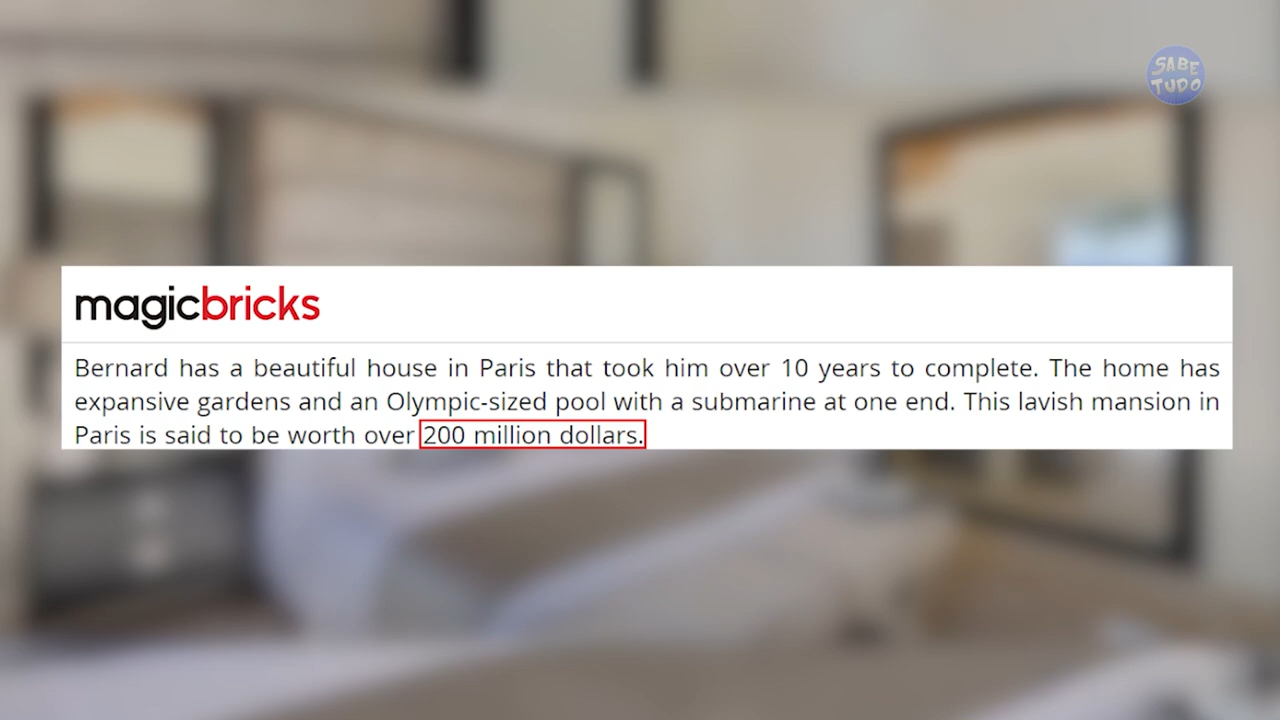 SABE
TUDO
magicbricks
Bernard has a beautiful house in Paris that took him over 10 years to complete. The home has
expansive gardens and an Olympic-sized pool with a submarine at one end. This lavish mansion in
Paris is said to be worth over 200 million dollars.